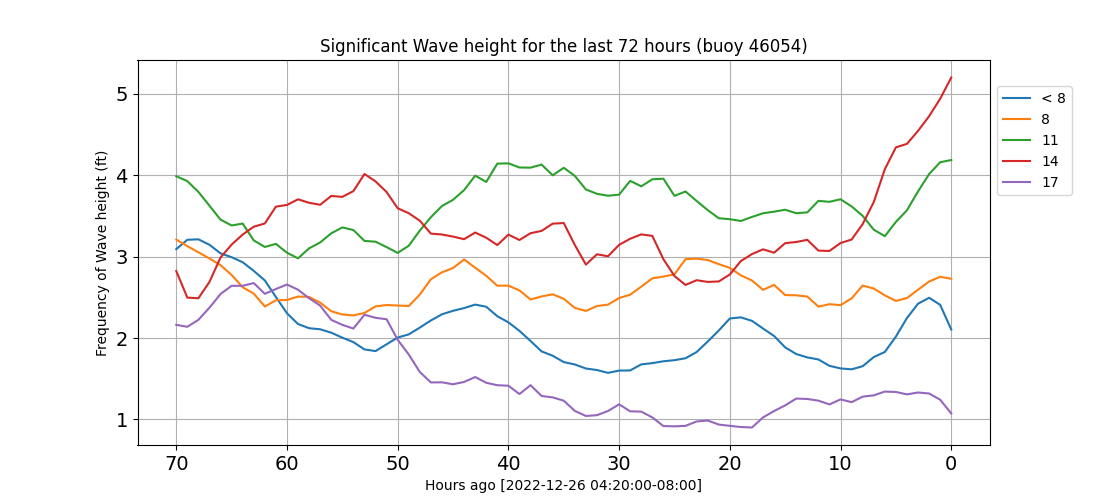 Significant Wave height for the last 72 hours (buoy 46054)
Frequency of Wave height (ft)
5
4
3
2
1
70 60 50 40 30 20 10 0
Hours ago [2022-12-26 04:20:00-08:00]
< 8
8
11
14
17